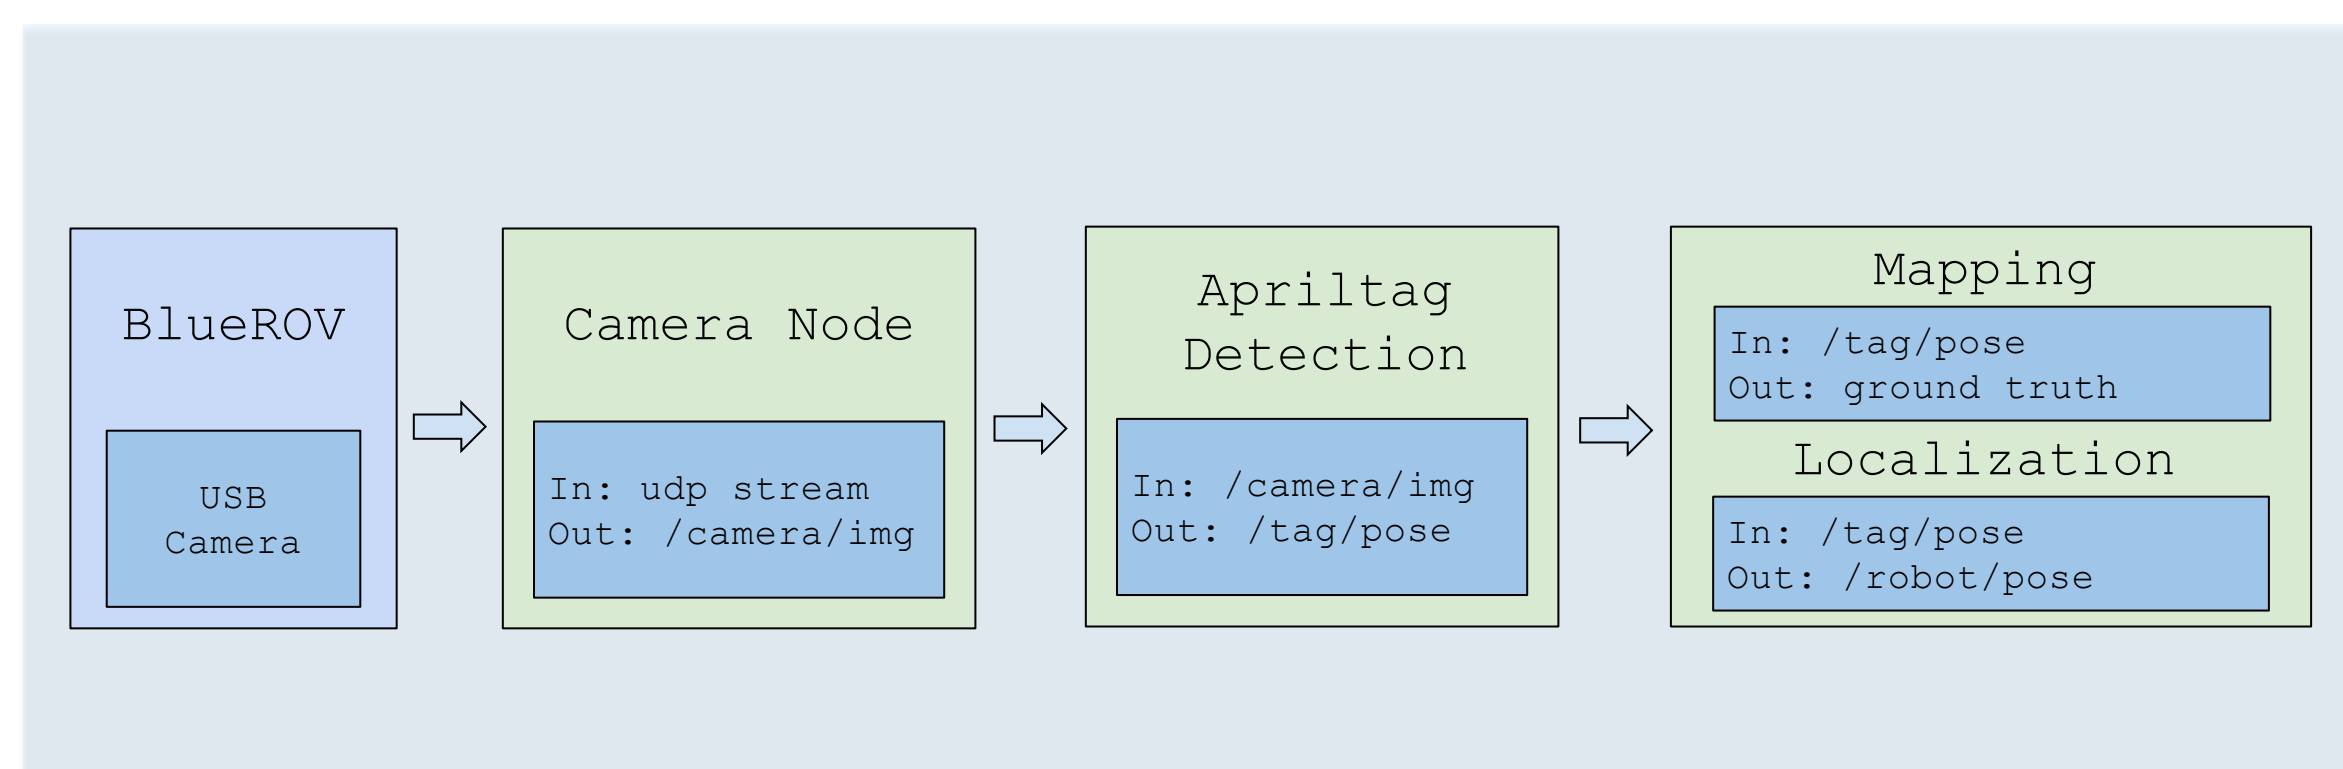 BlueROV
USB
Camera
Camera Node
In: udp stream
Out: /camera/img
Apriltag
Detection
In: /camera/img
Out: /tag/pose
Mapping
In: /tag/pose
Out: ground truth
Localization
In: /tag/pose
Out: /robot/pose